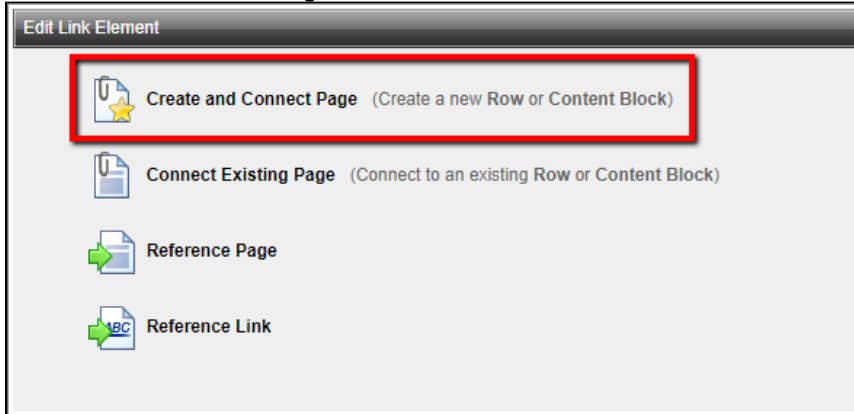 Edit Link Element
Create and Connect Page (Create a new Row or Content Block)
Connect Existing Page (Connect to an existing Row or Content Block)
Reference Page
ABC
Reference Link